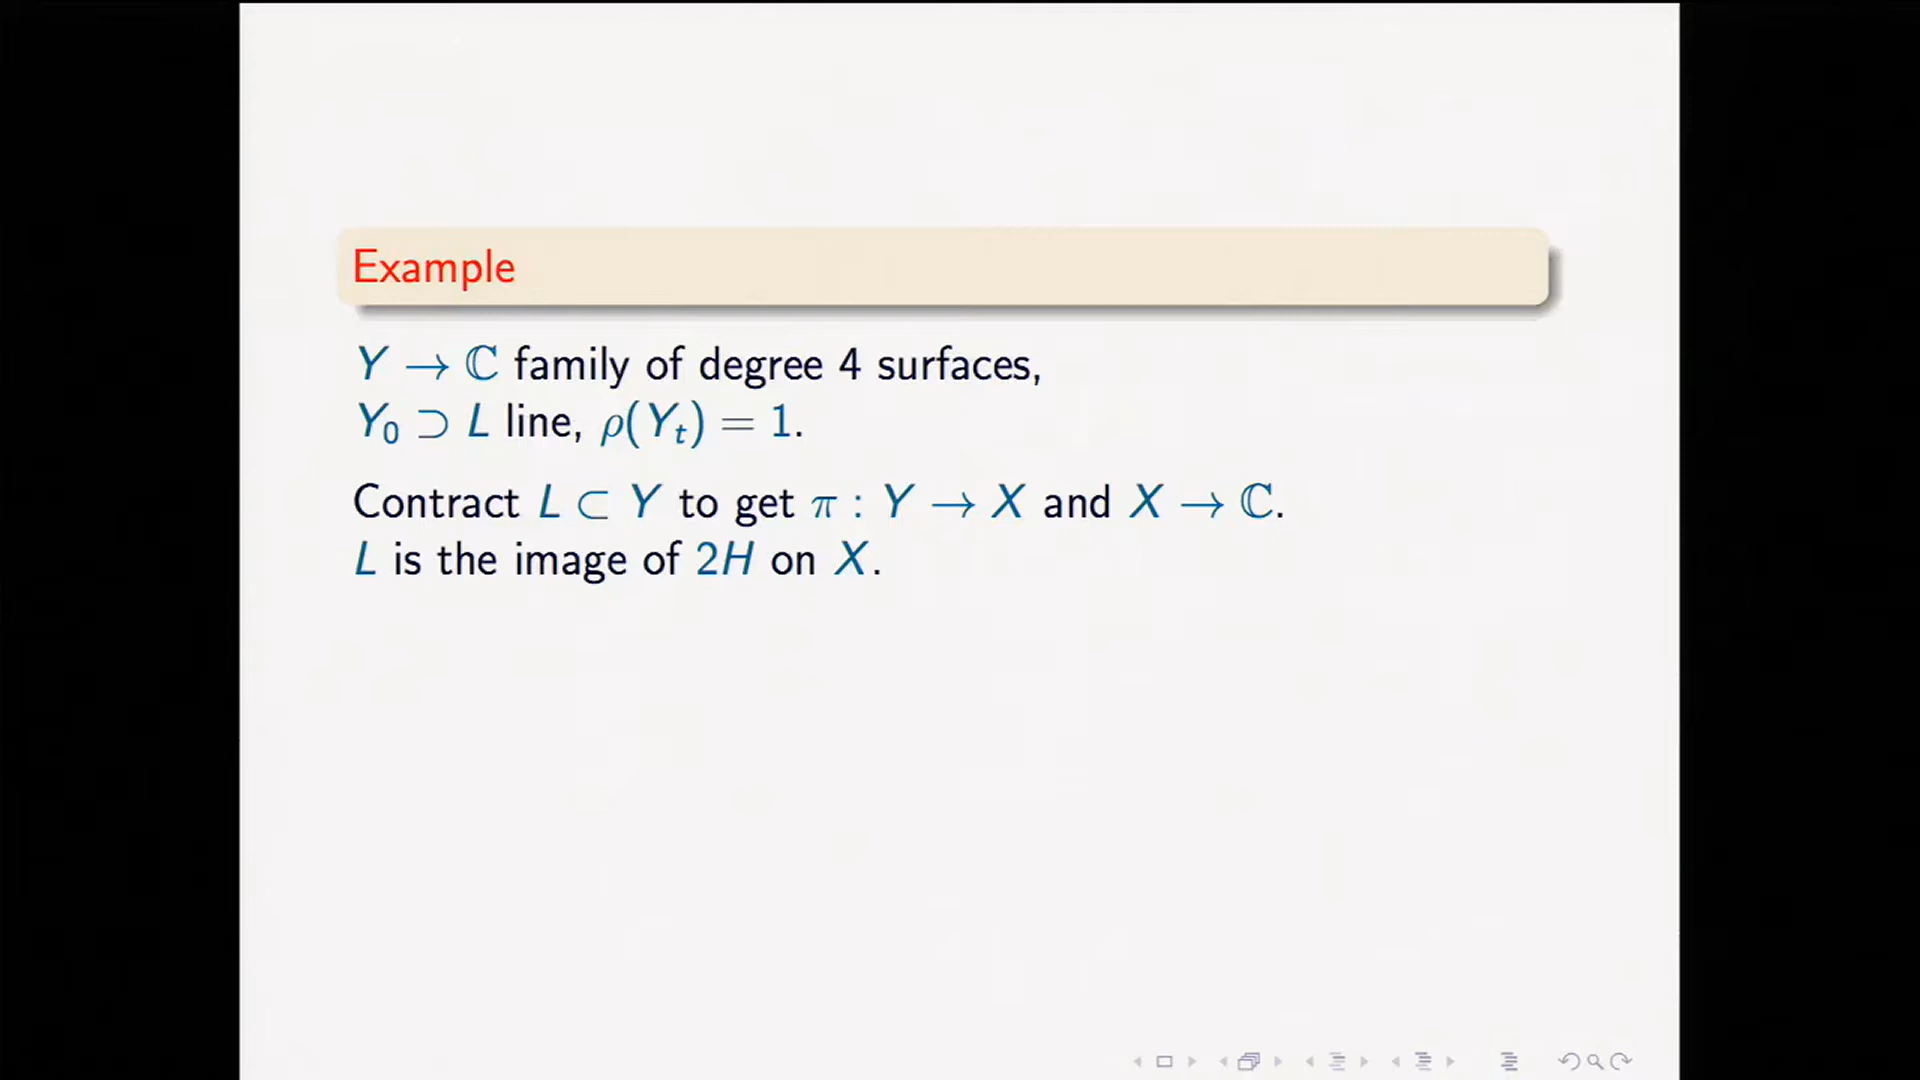 Example
Y → ℂ family of degree 4 surfaces,
Y₀ ⊃ L line, ρ(Yₜ) = 1.
Contract L ⊂ Y to get π : Y → X and X → ℂ.
L is the image of 2H on X.